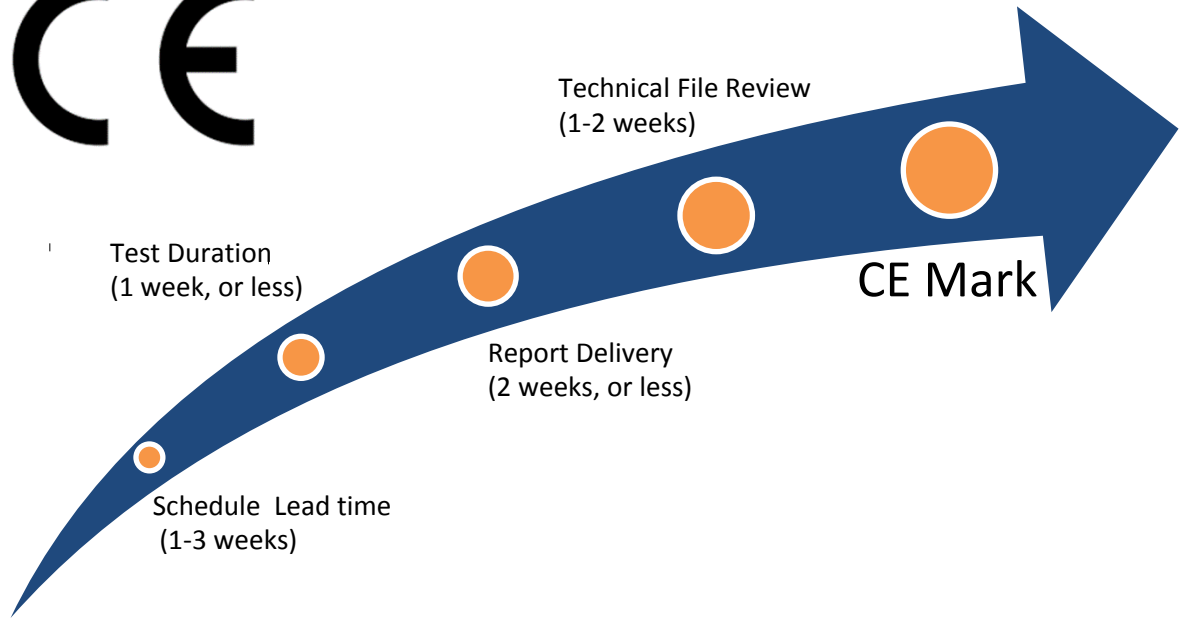 CE
Technical File Review
(1-2 weeks)
Test Duration
(1 week, or less)
CE Mark
Report Delivery
(2 weeks, or less)
Schedule  Lead time
(1-3 weeks)